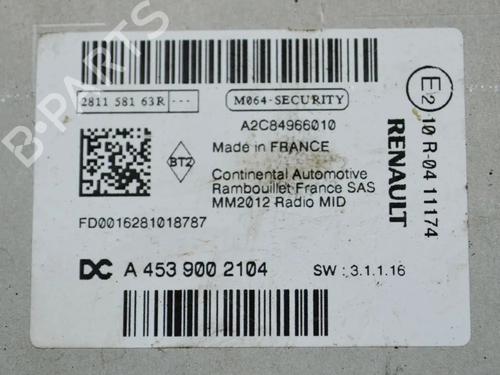 2811 581 63R ---
M064-SECURITY
A2C84966010
BT2
Made in FRANCE
Continental Automotive
Rambouillet France SAS
MM2012 Radio MID
FD0016281018787
DC A 453 900 2104
SW : 3.1.1.16
RENAULT
E2 10 R-04 11174
B-PARTS